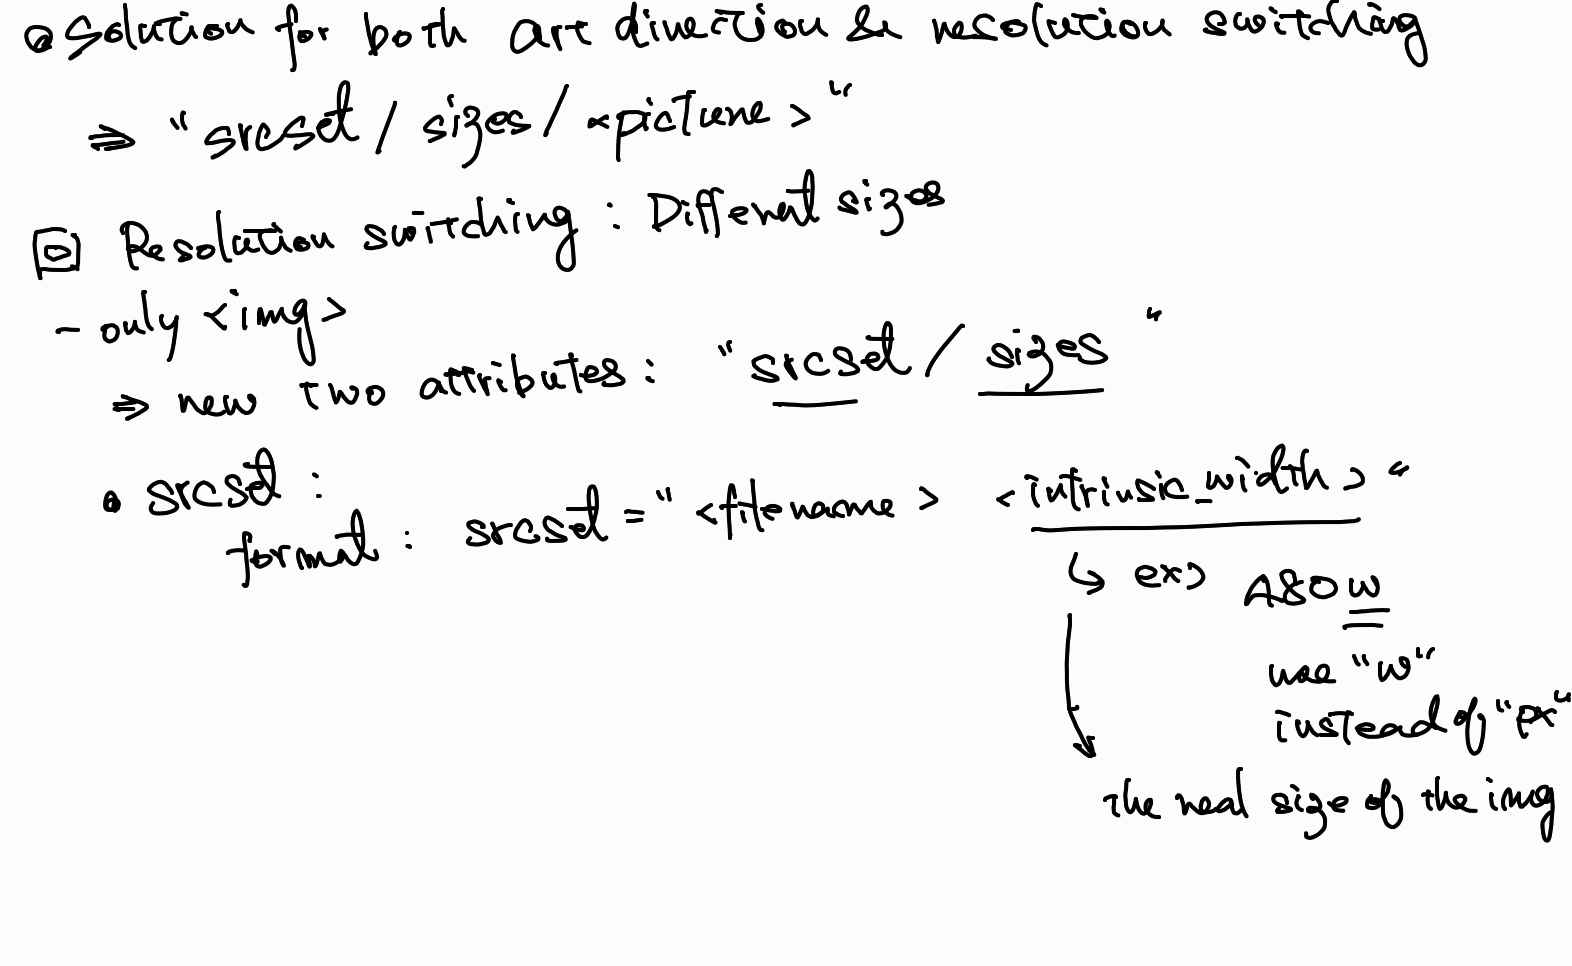 • Solution for both art direction & resolution switching
⇒ "srcset / sizes / <picture>"
Resolution switching : Different sizes
- only <img>
⇒ new two attributes : "srcset / sizes"
• srcset :
format : srcset = "<filename> <intrinsic_width>"
↳ ex) 480w
use "w"
instead of "px"
the real size of the img